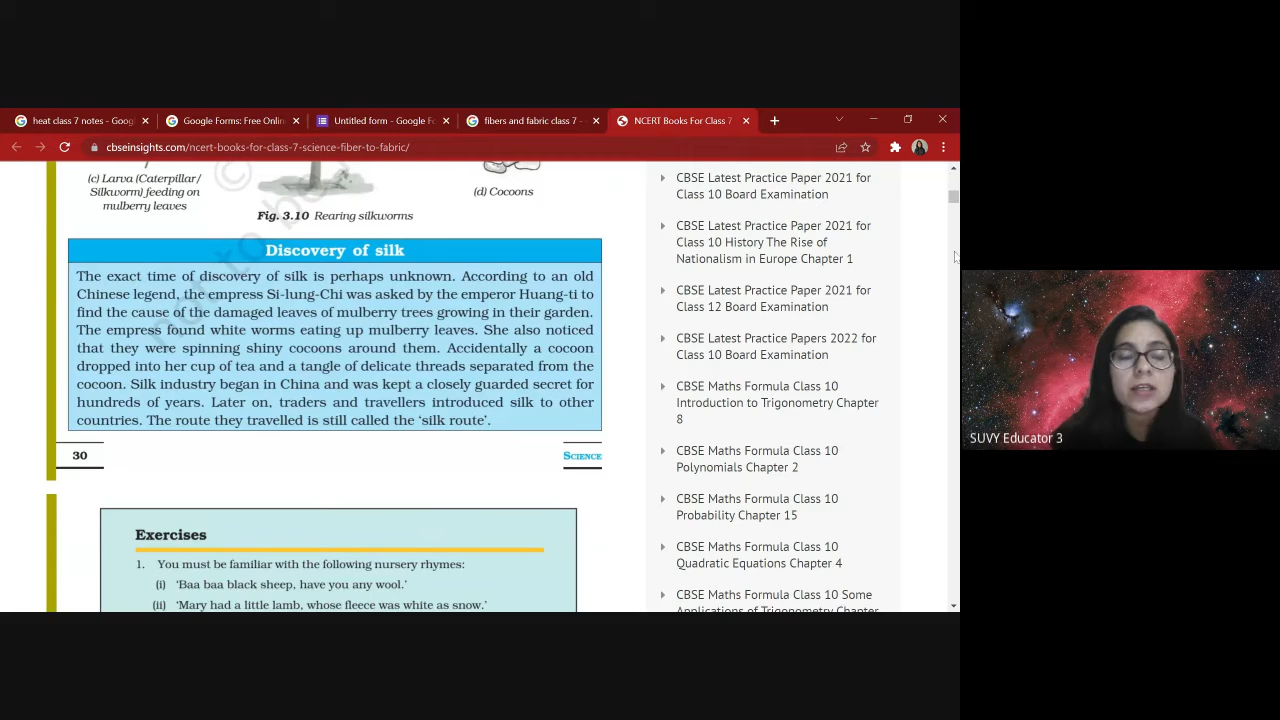 heat class 7 notes - Goog
Google Forms: Free Onlin
Untitled form - Google Fo
fibers and fabric class 7 -
NCERT Books For Class 7
cbseinsights.com/ncert-books-for-class-7-science-fiber-to-fabric/
(c) Larva (Caterpillar/
Silkworm) feeding on
mulberry leaves
(d) Cocoons
Fig. 3.10 Rearing silkworms
Discovery of silk
The exact time of discovery of silk is perhaps unknown. According to an old
Chinese legend, the empress Si-lung-Chi was asked by the emperor Huang-ti to
find the cause of the damaged leaves of mulberry trees growing in their garden.
The empress found white worms eating up mulberry leaves. She also noticed
that they were spinning shiny cocoons around them. Accidentally a cocoon
dropped into her cup of tea and a tangle of delicate threads separated from the
cocoon. Silk industry began in China and was kept a closely guarded secret for
hundreds of years. Later on, traders and travellers introduced silk to other
countries. The route they travelled is still called the ‘silk route’.
30
SCIENCE
Exercises
1. You must be familiar with the following nursery rhymes:
(i) ‘Baa baa black sheep, have you any wool.’
(ii) ‘Mary had a little lamb, whose fleece was white as snow.’
CBSE Latest Practice Paper 2021 for
Class 10 Board Examination
CBSE Latest Practice Paper 2021 for
Class 10 History The Rise of
Nationalism in Europe Chapter 1
CBSE Latest Practice Paper 2021 for
Class 12 Board Examination
CBSE Latest Practice Papers 2022 for
Class 10 Board Examination
CBSE Maths Formula Class 10
Introduction to Trigonometry Chapter
8
CBSE Maths Formula Class 10
Polynomials Chapter 2
CBSE Maths Formula Class 10
Probability Chapter 15
CBSE Maths Formula Class 10
Quadratic Equations Chapter 4
CBSE Maths Formula Class 10 Some
Applications of Trigonometry Chapter
SUVY Educator 3